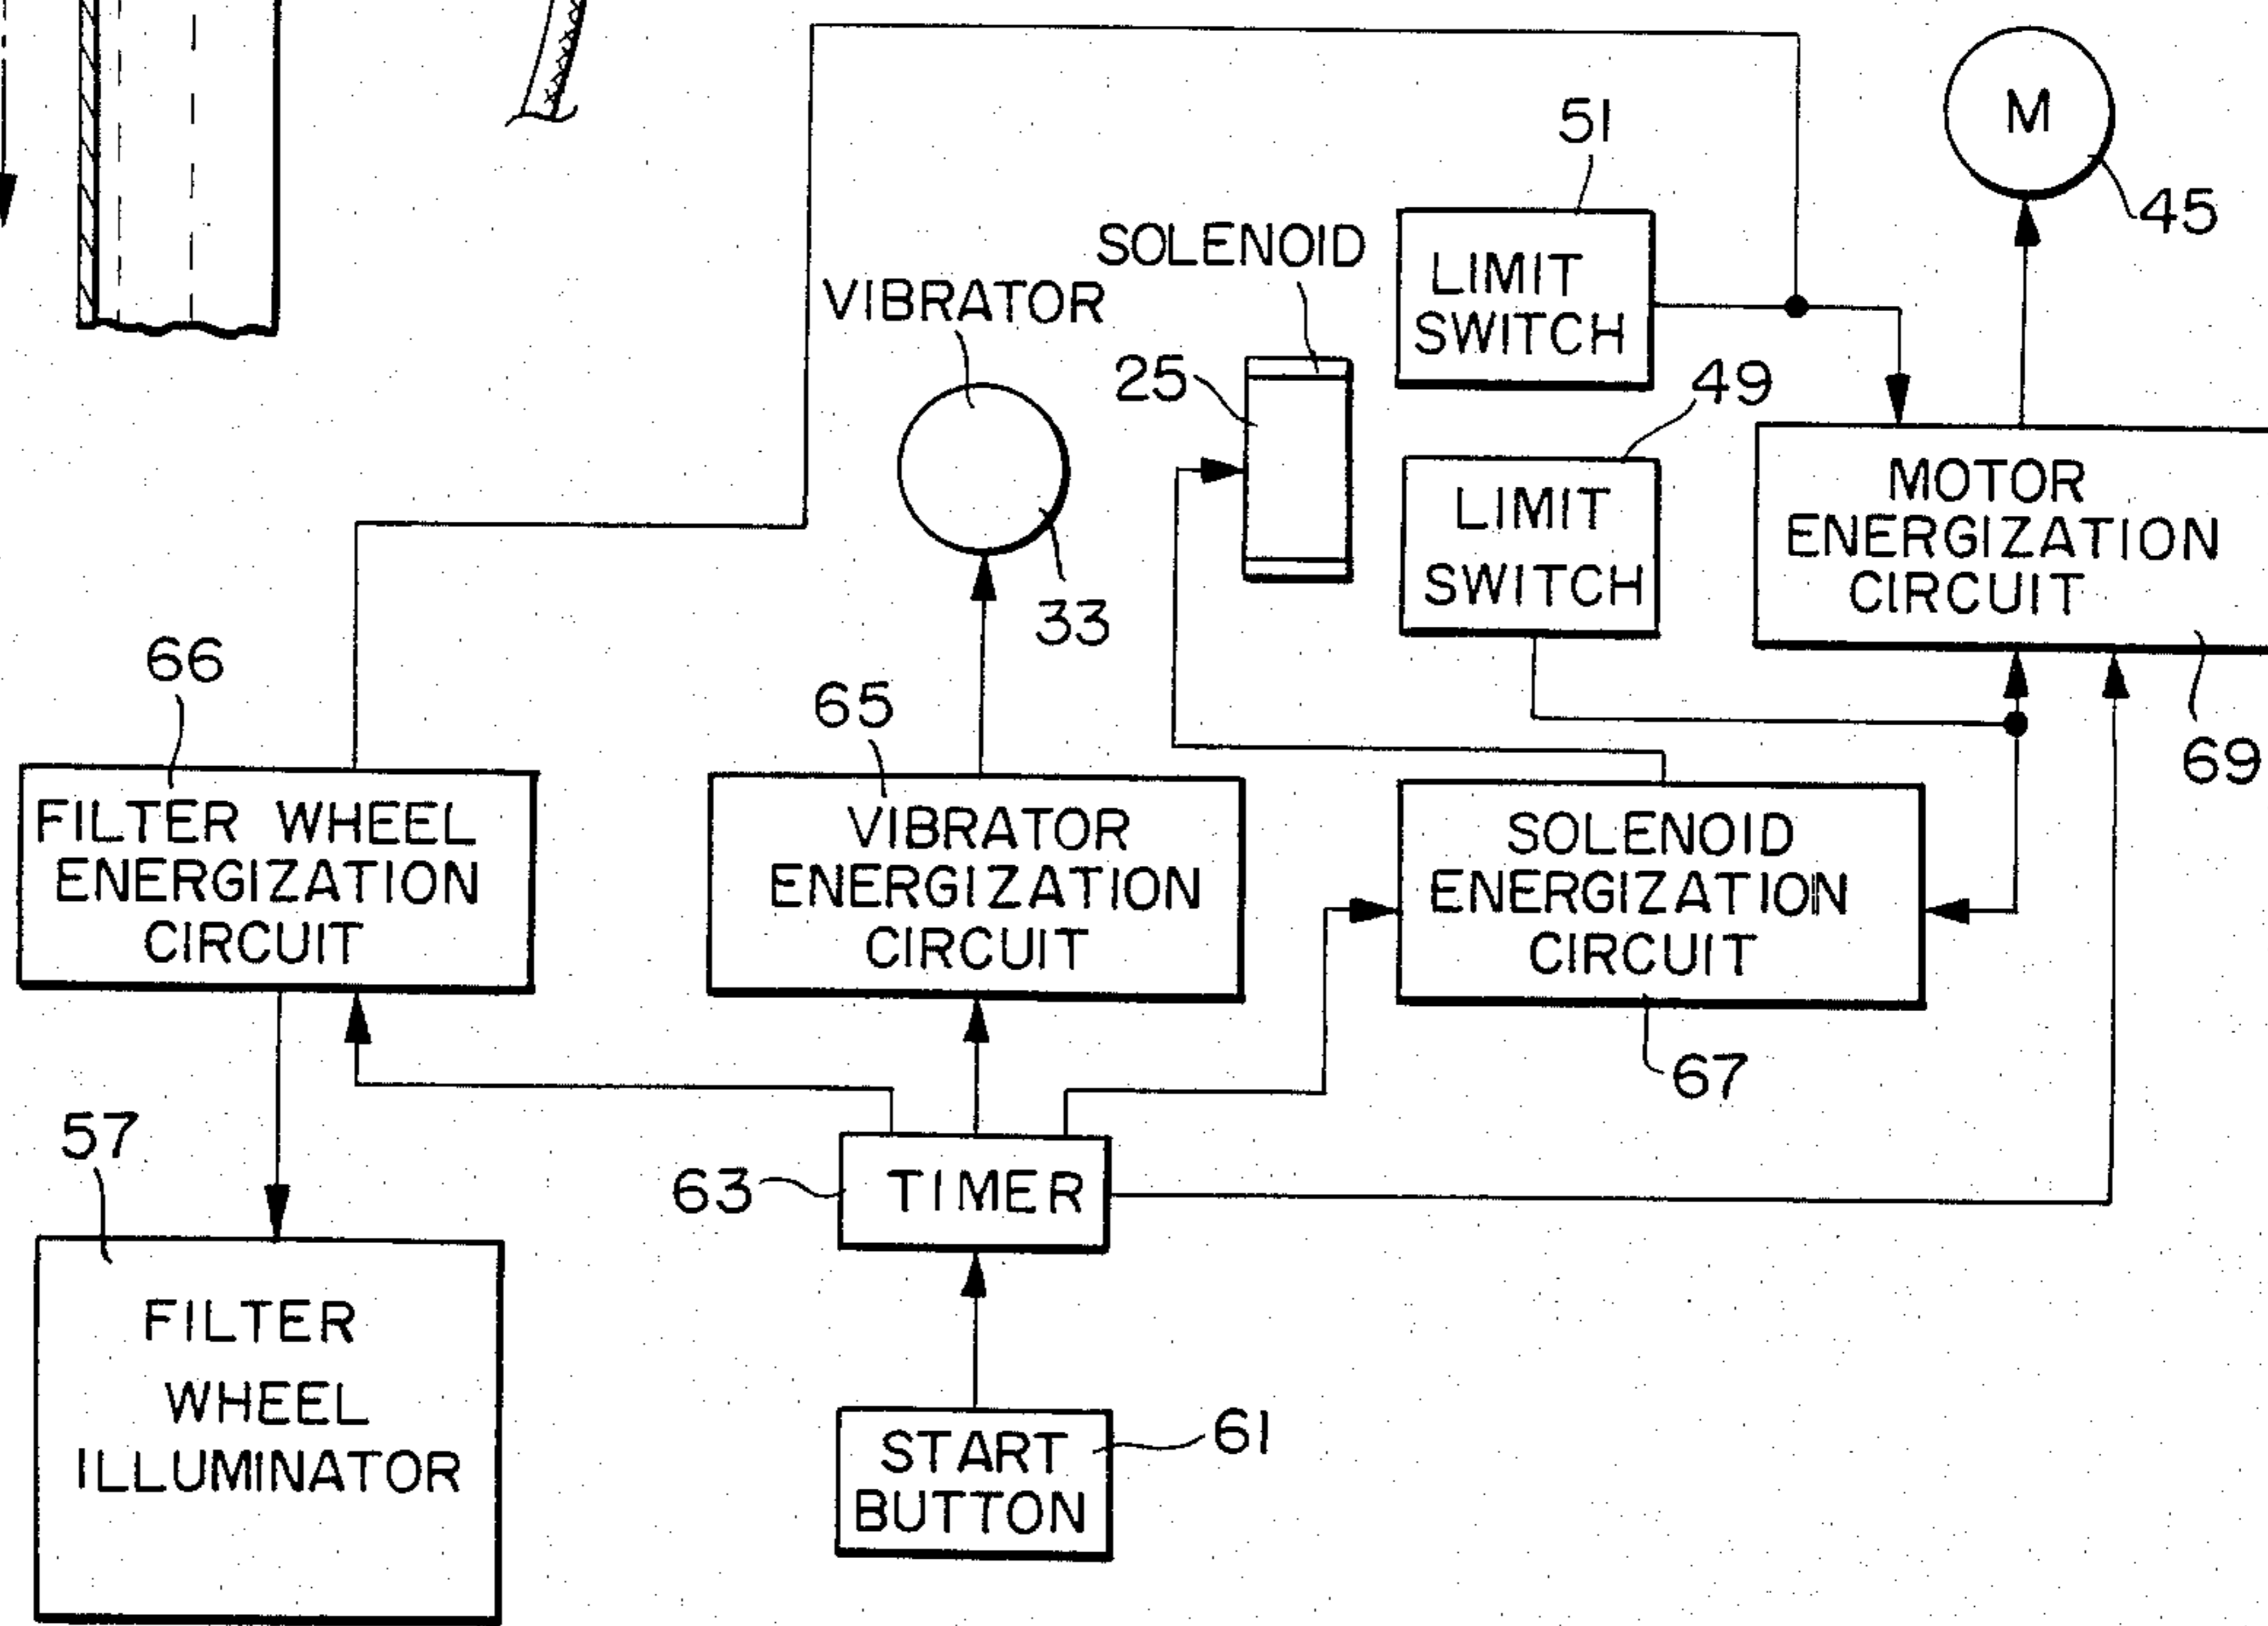 M
51
45
SOLENOID
LIMIT
SWITCH
VIBRATOR
25
49
MOTOR
ENERGIZATION
CIRCUIT
LIMIT
SWITCH
33
66
65
69
FILTER WHEEL
ENERGIZATION
CIRCUIT
VIBRATOR
ENERGIZATION
CIRCUIT
SOLENOID
ENERGIZATION
CIRCUIT
67
57
63
TIMER
FILTER
WHEEL
ILLUMINATOR
61
START
BUTTON